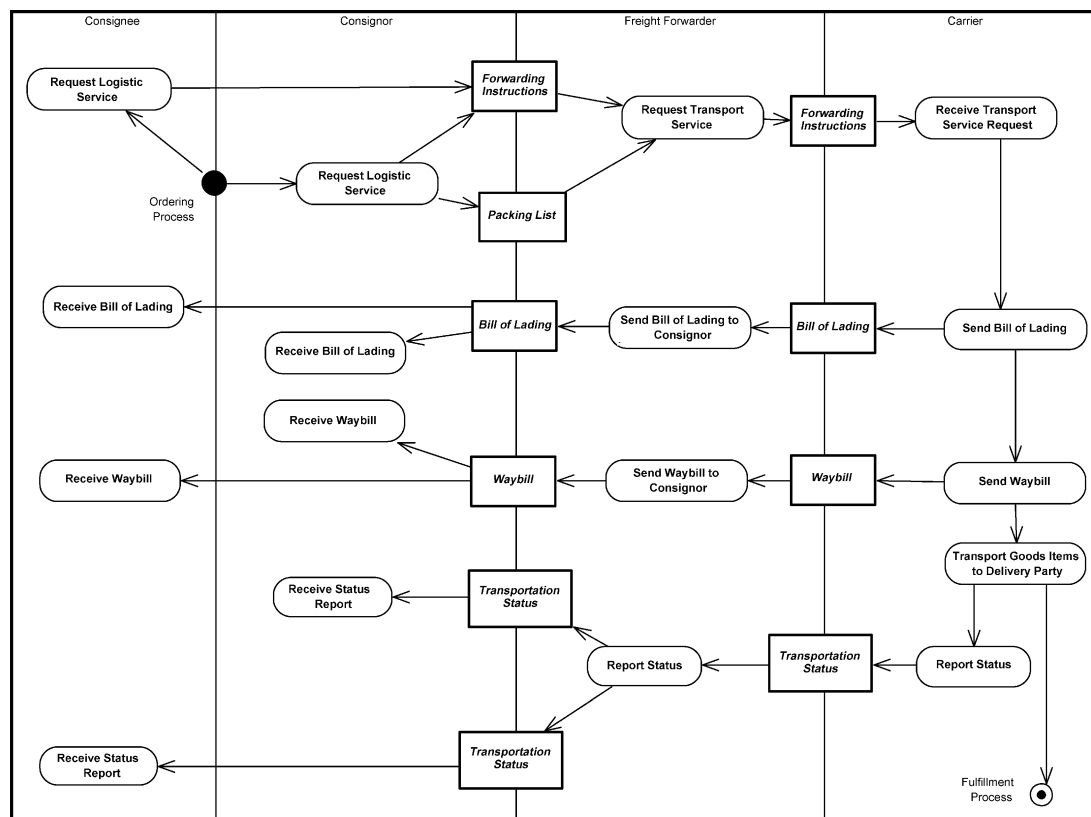 Consignee
Consignor
Freight Forwarder
Carrier
Request Logistic
Service
Forwarding
Instructions
Request Transport
Service
Forwarding
Instructions
Receive Transport
Service Request
Ordering
Process
Request Logistic
Service
Packing List
Receive Bill of Lading
Receive Bill of Lading
Bill of Lading
Send Bill of Lading to
Consignor
Bill of Lading
Send Bill of Lading
Receive Waybill
Receive Waybill
Waybill
Send Waybill to
Consignor
Waybill
Send Waybill
Transport Goods Items
to Delivery Party
Receive Status
Report
Transportation
Status
Report Status
Transportation
Status
Report Status
Receive Status
Report
Transportation
Status
Fulfillment
Process